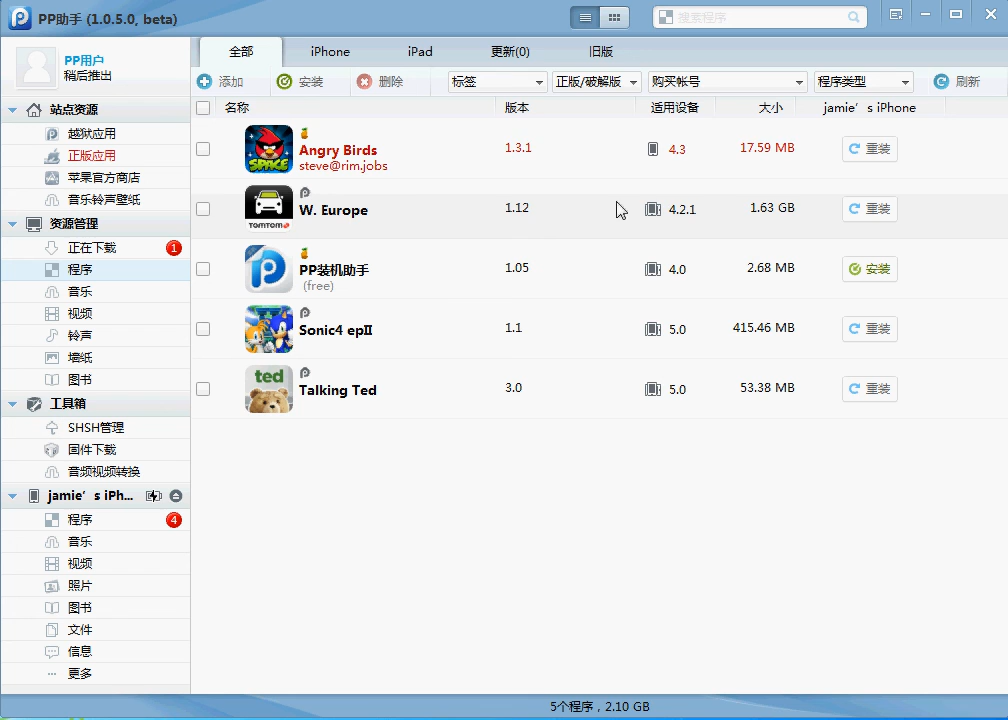 PP助手 (1.0.5.0, beta)
搜索程序
PP用户
稍后推出
全部 iPhone iPad 更新(0) 旧版
添加 安装 删除 标签 正版/破解版 购买帐号 程序类型 刷新
名称 版本 适用设备 大小 jamie’s iPhone
站点资源
越狱应用
正版应用
苹果官方商店
音乐铃声壁纸
资源管理
正在下载 1
程序
音乐
视频
铃声
墙纸
图书
工具箱
SHSH管理
固件下载
音频视频转换
jamie’s iPh...
程序 4
音乐
视频
照片
图书
文件
信息
更多
SPACE
Angry Birds 1.3.1 4.3 17.59 MB 重装
steve@rim.jobs
TOMTOM
W. Europe 1.12 4.2.1 1.63 GB 重装
PP装机助手 1.05 4.0 2.68 MB 安装
(free)
Sonic4 epII 1.1 5.0 415.46 MB 重装
ted
Talking Ted 3.0 5.0 53.38 MB 重装
5个程序，2.10 GB